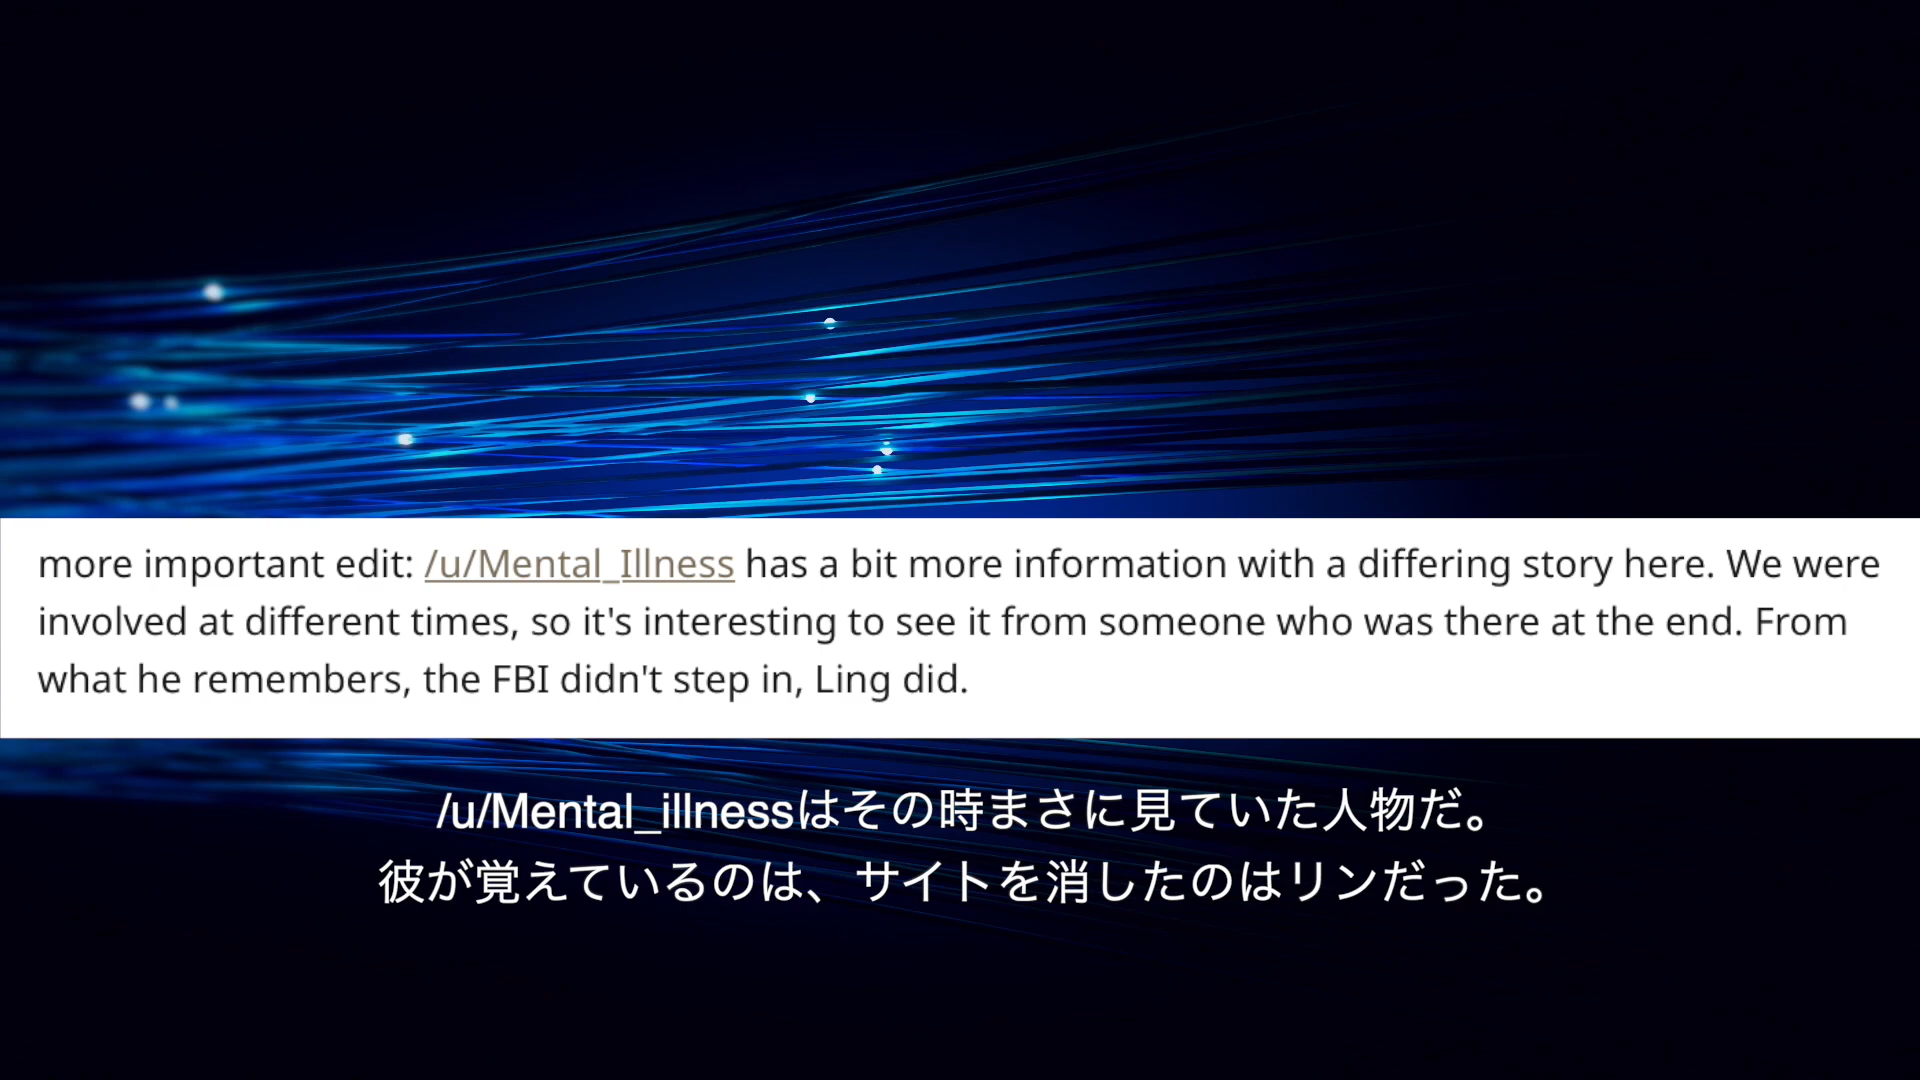 more important edit: /u/Mental_Illness has a bit more information with a differing story here. We were
involved at different times, so it's interesting to see it from someone who was there at the end. From
what he remembers, the FBI didn't step in, Ling did.
/u/Mental_illnessはその時まさに見ていた人物だ。
彼が覚えているのは、サイトを消したのはリンだった。